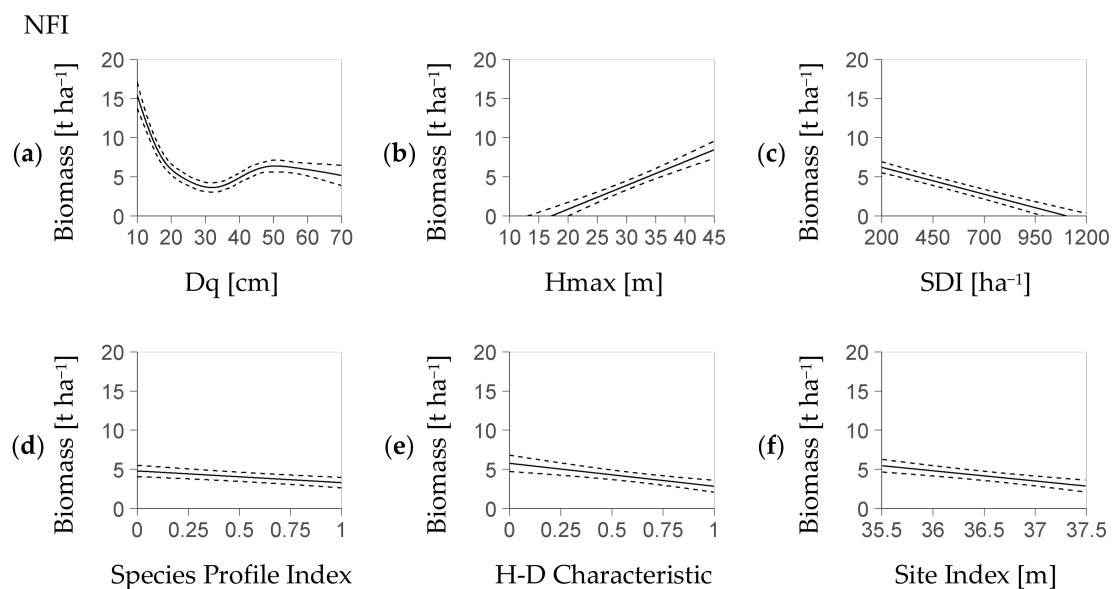 NFI
(a)
Biomass [t ha⁻¹]
20
15
10
5
0
10 20 30 40 50 60 70
Dq [cm]
(b)
Biomass [t ha⁻¹]
20
15
10
5
0
10 15 20 25 30 35 40 45
Hmax [m]
(c)
Biomass [t ha⁻¹]
20
15
10
5
0
200 450 700 950 1200
SDI [ha⁻¹]
(d)
Biomass [t ha⁻¹]
20
15
10
5
0
0 0.25 0.5 0.75 1
Species Profile Index
(e)
Biomass [t ha⁻¹]
20
15
10
5
0
0 0.25 0.5 0.75 1
H-D Characteristic
(f)
Biomass [t ha⁻¹]
20
15
10
5
0
35.5 36 36.5 37 37.5
Site Index [m]